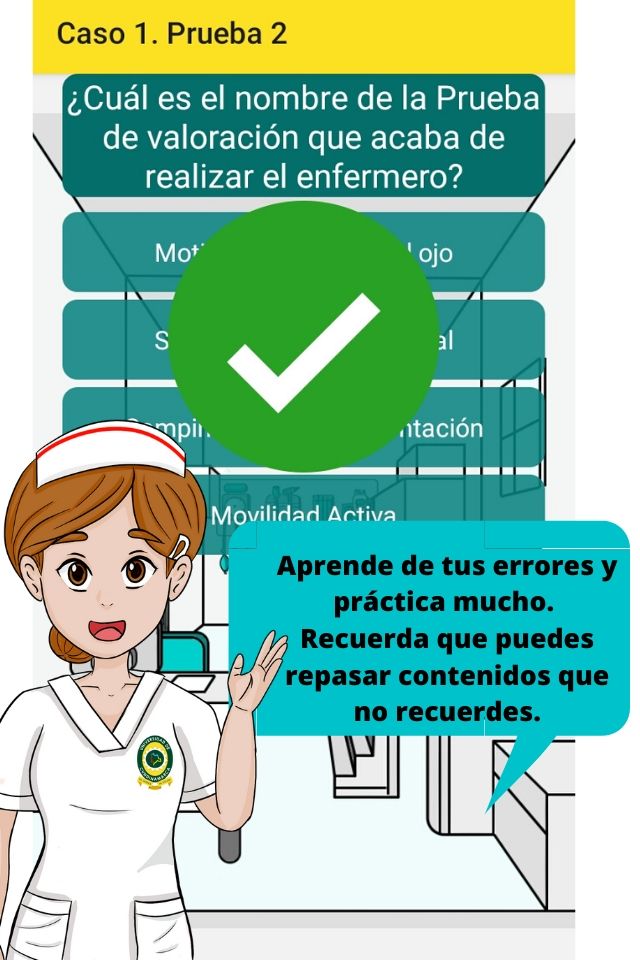 Caso 1. Prueba 2
¿Cuál es el nombre de la Prueba
de valoración que acaba de
realizar el enfermero?
ojo
Movilidad Activa
Aprende de tus errores y
práctica mucho.
Recuerda que puedes
repasar contenidos que
no recuerdes.